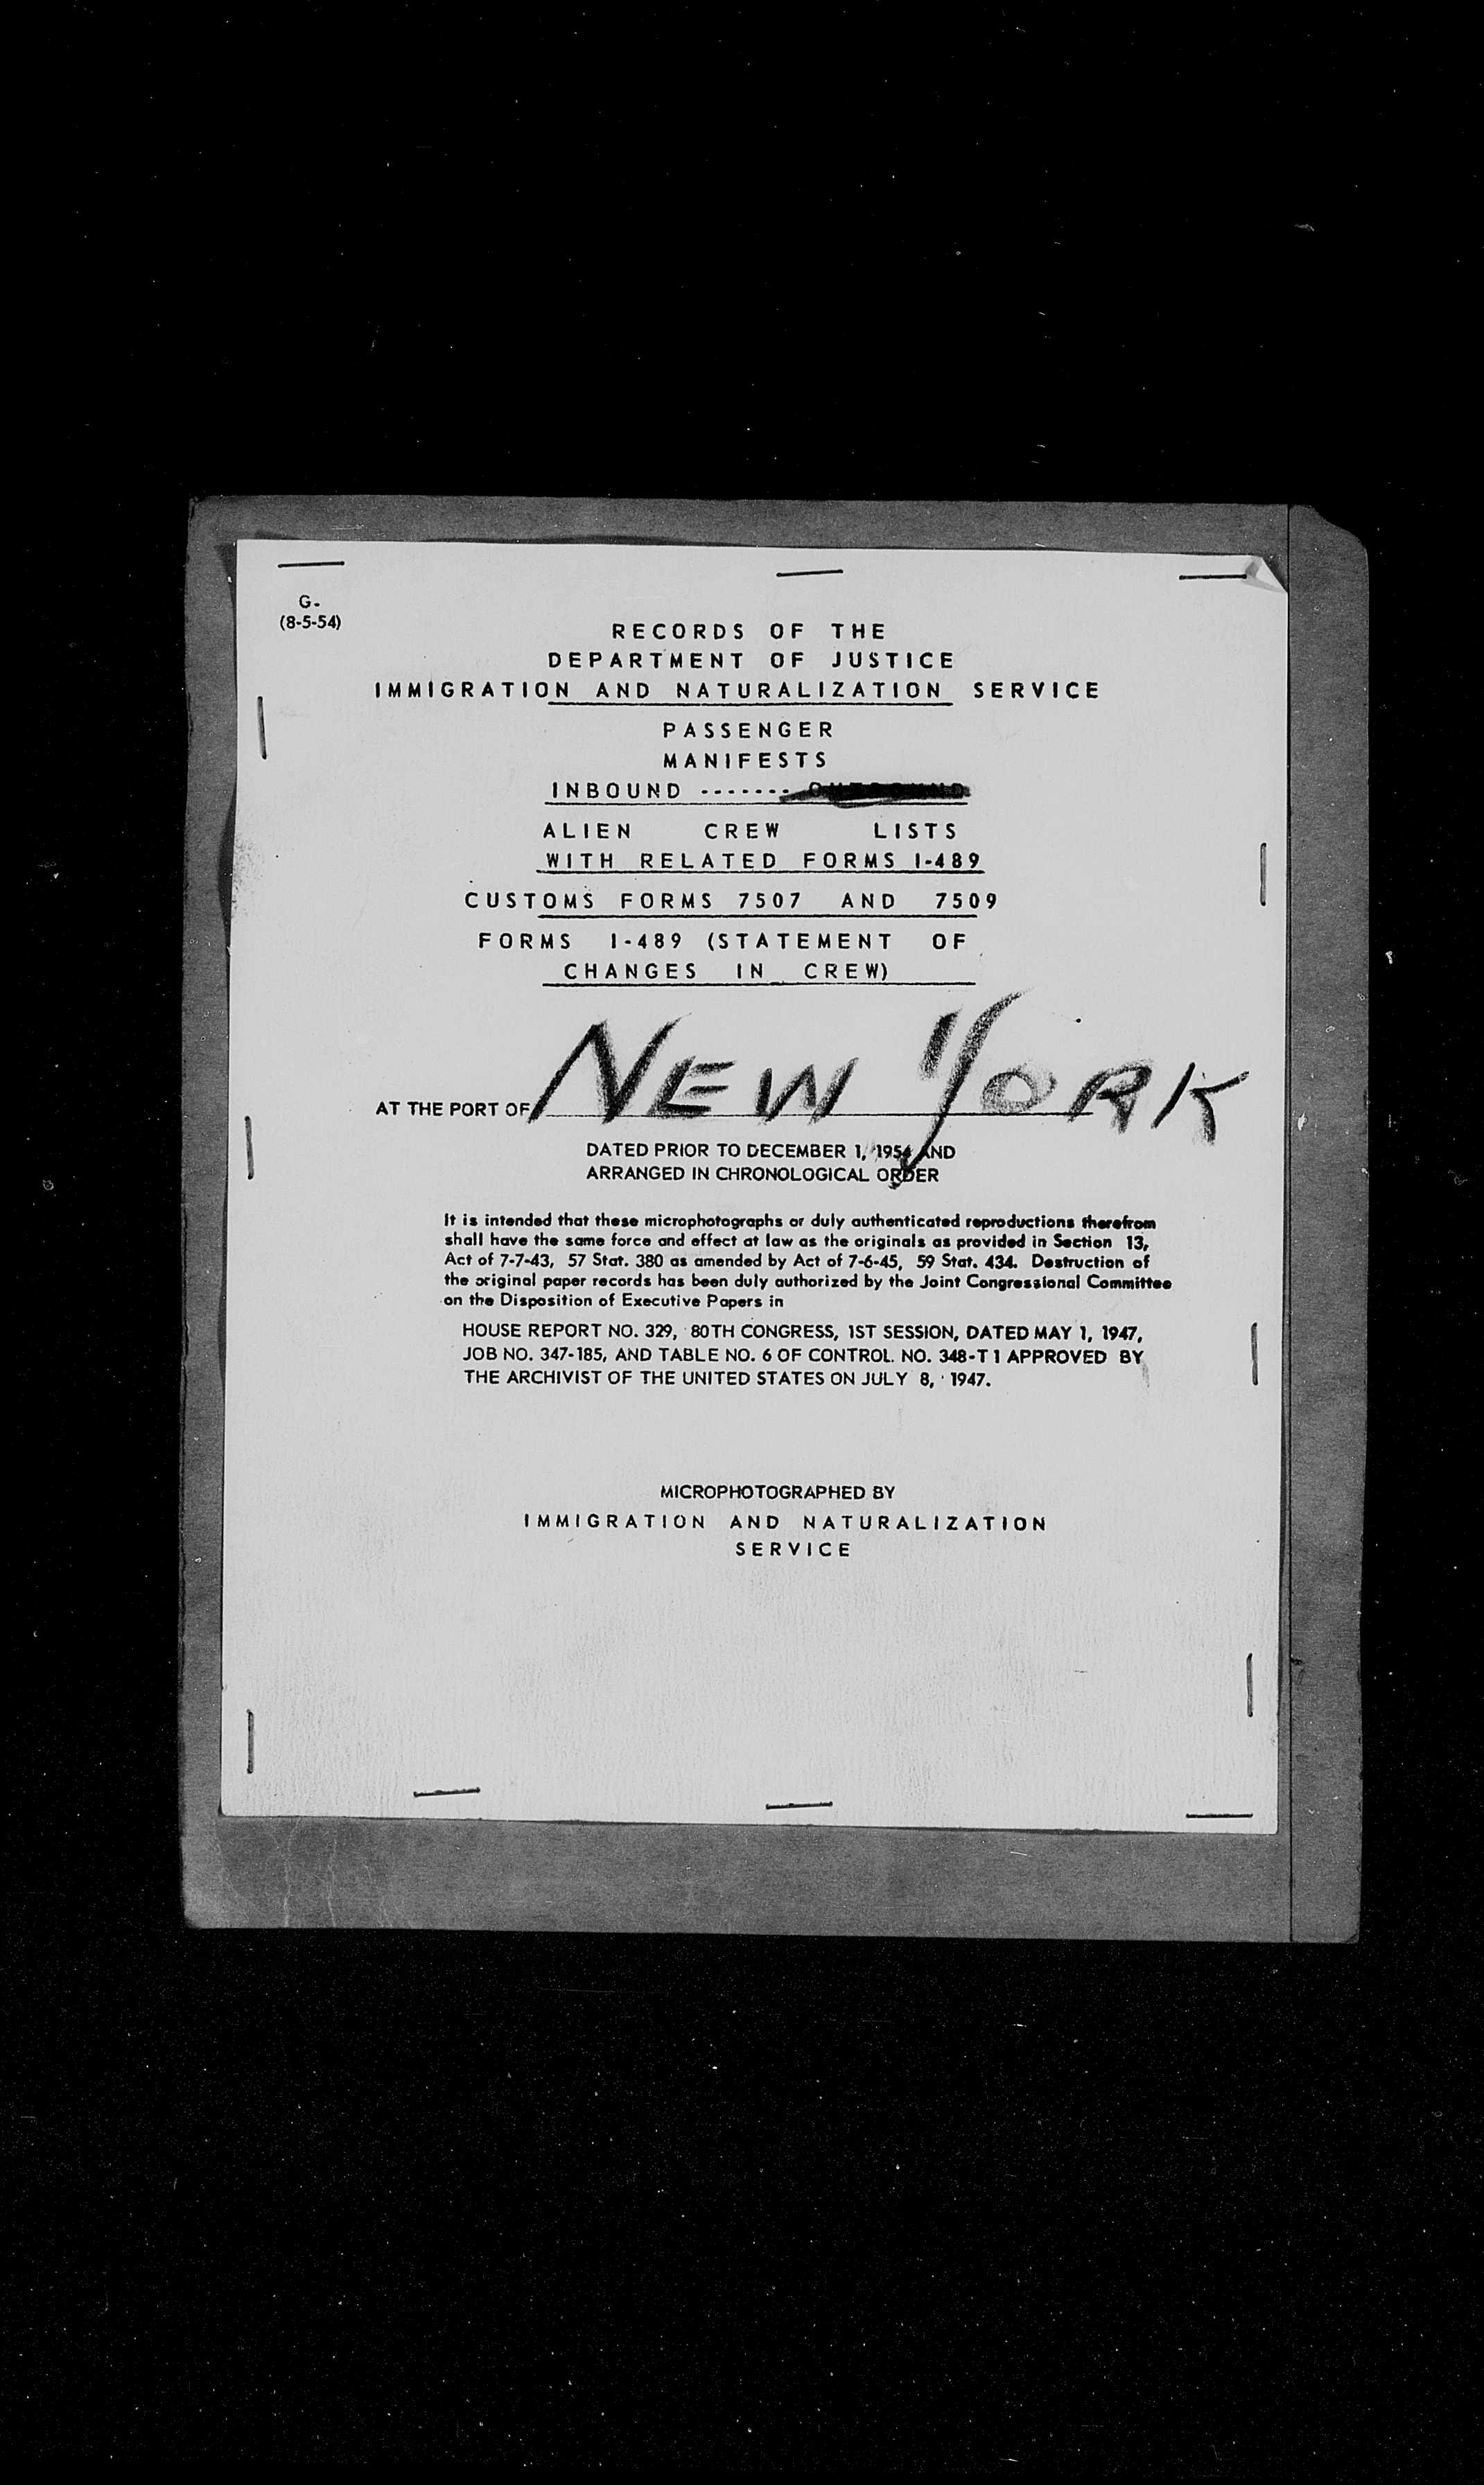 G-
(8-5-54)
RECORDS OF THE
DEPARTMENT OF JUSTICE
IMMIGRATION AND NATURALIZATION SERVICE
PASSENGER
MANIFESTS
INBOUND -------
ALIEN CREW LISTS
WITH RELATED FORMS I-489
CUSTOMS FORMS 7507 AND 7509
FORMS I-489 (STATEMENT OF
CHANGES IN CREW)
AT THE PORT OF NEW YORK
DATED PRIOR TO DECEMBER 1, 1954 AND
ARRANGED IN CHRONOLOGICAL ORDER
It is intended that these microphotographs or duly authenticated reproductions therefrom
shall have the same force and effect at law as the originals as provided in Section 13,
Act of 7-7-43, 57 Stat. 380 as amended by Act of 7-6-45, 59 Stat. 434. Destruction of
the original paper records has been duly authorized by the Joint Congressional Committee
on the Disposition of Executive Papers in
HOUSE REPORT NO. 329, 80TH CONGRESS, 1ST SESSION, DATED MAY 1, 1947,
JOB NO. 347-185, AND TABLE NO. 6 OF CONTROL. NO. 348-T1 APPROVED BY
THE ARCHIVIST OF THE UNITED STATES ON JULY 8, 1947.
MICROPHOTOGRAPHED BY
IMMIGRATION AND NATURALIZATION
SERVICE